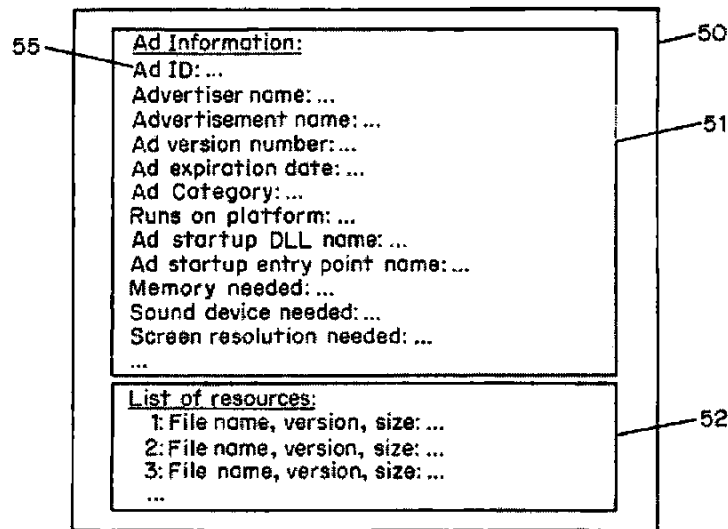 55
50
51
52
Ad Information:
Ad ID: ...
Advertiser name: ...
Advertisement name: ...
Ad version number: ...
Ad expiration date: ...
Ad Category: ...
Runs on platform: ...
Ad startup DLL name: ...
Ad startup entry point name: ...
Memory needed: ...
Sound device needed: ...
Screen resolution needed: ...
...
List of resources:
1: File name, version, size: ...
2: File name, version, size: ...
3: File name, version, size: ...
...